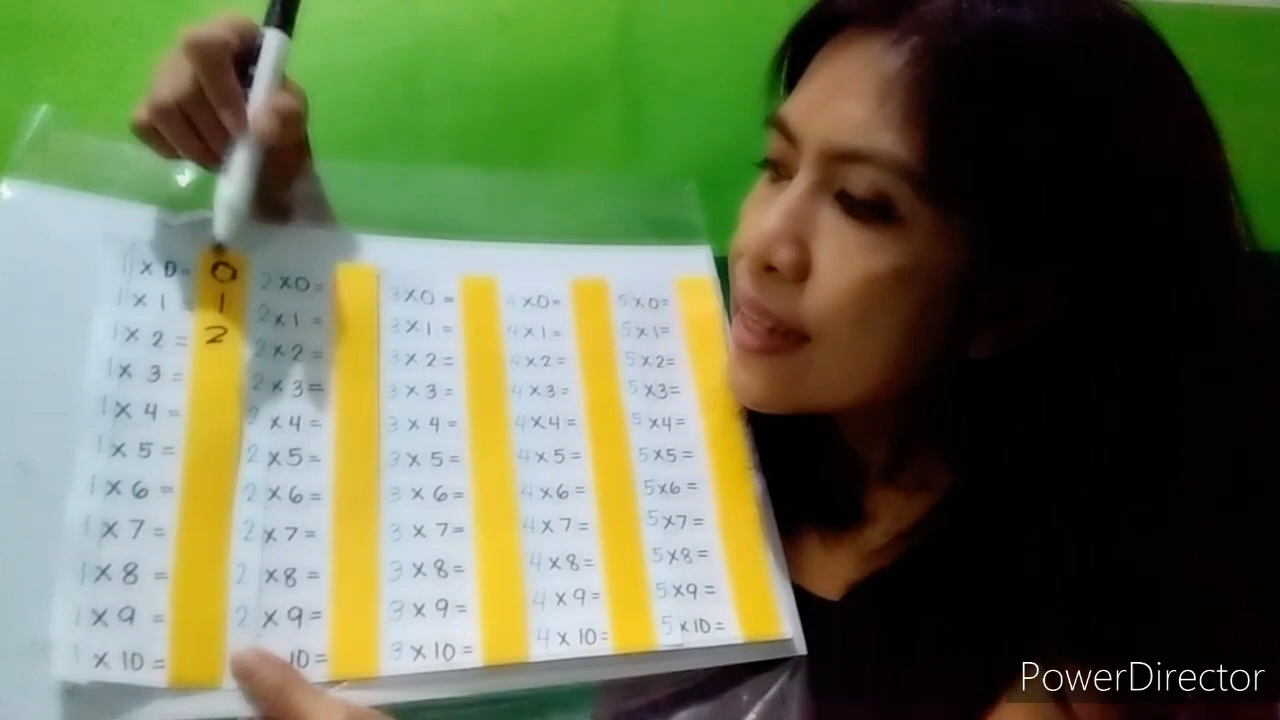 1 x 0 = 0
1 x 1 = 1
1 x 2 = 2
1 x 3 =
1 x 4 =
1 x 5 =
1 x 6 =
1 x 7 =
1 x 8 =
1 x 9 =
1 x 10 =
2 x 0 =
2 x 1 =
2 x 2 =
2 x 3 =
2 x 4 =
2 x 5 =
2 x 6 =
2 x 7 =
2 x 8 =
2 x 9 =
10 =
3 x 0 =
3 x 1 =
3 x 2 =
3 x 3 =
3 x 4 =
3 x 5 =
3 x 6 =
3 x 7 =
3 x 8 =
3 x 9 =
3 x 10 =
4 x 0 =
4 x 1 =
4 x 2 =
4 x 3 =
4 x 4 =
4 x 5 =
4 x 6 =
4 x 7 =
4 x 8 =
4 x 9 =
4 x 10 =
5 x 0 =
5 x 1 =
5 x 2 =
5 x 3 =
5 x 4 =
5 x 5 =
5 x 6 =
5 x 7 =
5 x 8 =
5 x 9 =
5 x 10 =
PowerDirector